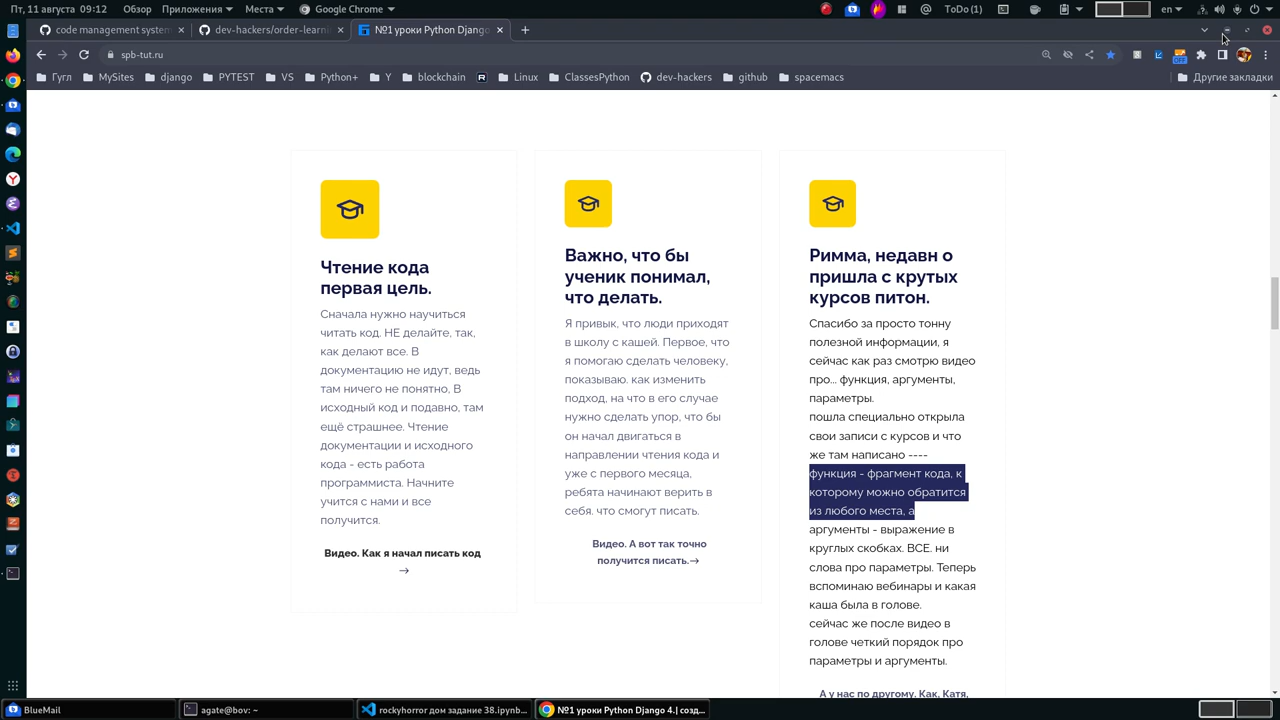 Пт, 11 августа 09:12
Обзор
Приложения
Места
Google Chrome
ToDo (1)
en
code management system
dev-hackers/order-learni
№1 уроки Python Django
spb-tut.ru
OFF
Гугл
MySites
django
PYTEST
VS
Python+
Y
blockchain
Linux
ClassesPython
dev-hackers
github
spacemacs
Другие закладки
Чтение кода
первая цель.
Сначала нужно научиться
читать код. НЕ делайте, так,
как делают все. В
документацию не идут, ведь
там ничего не понятно, В
исходный код и подавно, там
ещё страшнее. Чтение
документации и исходного
кода - есть работа
программиста. Начните
учится с нами и все
получится.
Видео. Как я начал писать код
→
Важно, что бы
ученик понимал,
что делать.
Я привык, что люди приходят
в школу с кашей. Первое, что
я помогаю сделать человеку,
показываю. как изменить
подход, на что в его случае
нужно сделать упор, что бы
он начал двигаться в
направлении чтения кода и
уже с первого месяца,
ребята начинают верить в
себя. что смогут писать.
Видео. А вот так точно
получится писать.→
Римма, недавн о
пришла с крутых
курсов питон.
Спасибо за просто тонну
полезной информации, я
сейчас как раз смотрю видео
про... функция, аргументы,
параметры.
пошла специально открыла
свои записи с курсов и что
же там написано ----
функция - фрагмент кода, к
которому можно обратится
из любого места, а
аргументы - выражение в
круглых скобках. ВСЕ. ни
слова про параметры. Теперь
вспоминаю вебинары и какая
каша была в голове.
сейчас же после видео в
голове четкий порядок про
параметры и аргументы.
А у нас по другому. Как, Катя,
BlueMail
agate@bov: ~
rockyhorror дом задание 38.ipynb...
№1 уроки Python Django 4.| созд...